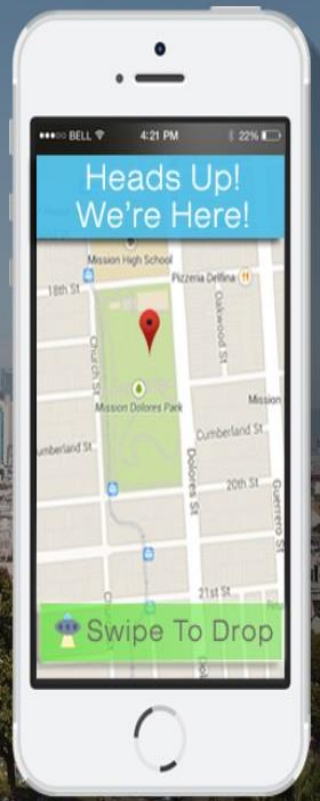 BELL 4:21 PM 22%
Heads Up!
We're Here!
Mission High School
Pizzeria Delfina
18th St
Oakwood St
Church St
Mission Dolores Park
Mission
Cumberland St
umberland St
Dolores St
20th St
Guerrero St
21st St
Swipe To Drop